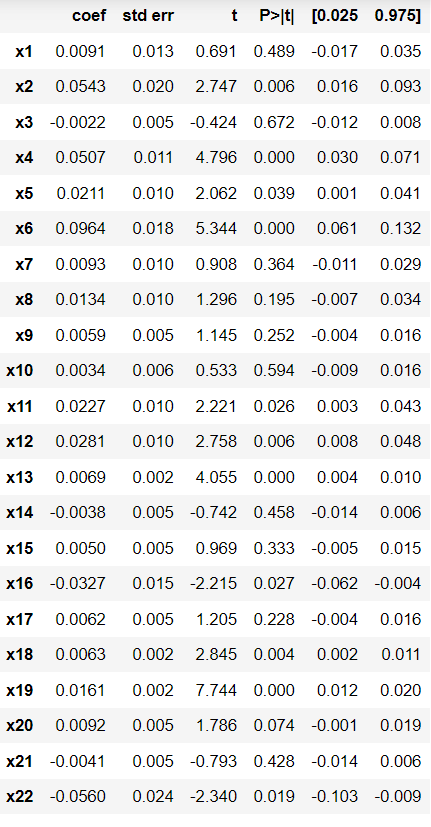 coef std err t P>|t| [0.025 0.975]
x1 0.0091 0.013 0.691 0.489 -0.017 0.035
x2 0.0543 0.020 2.747 0.006 0.016 0.093
x3 -0.0022 0.005 -0.424 0.672 -0.012 0.008
x4 0.0507 0.011 4.796 0.000 0.030 0.071
x5 0.0211 0.010 2.062 0.039 0.001 0.041
x6 0.0964 0.018 5.344 0.000 0.061 0.132
x7 0.0093 0.010 0.908 0.364 -0.011 0.029
x8 0.0134 0.010 1.296 0.195 -0.007 0.034
x9 0.0059 0.005 1.145 0.252 -0.004 0.016
x10 0.0034 0.006 0.533 0.594 -0.009 0.016
x11 0.0227 0.010 2.221 0.026 0.003 0.043
x12 0.0281 0.010 2.758 0.006 0.008 0.048
x13 0.0069 0.002 4.055 0.000 0.004 0.010
x14 -0.0038 0.005 -0.742 0.458 -0.014 0.006
x15 0.0050 0.005 0.969 0.333 -0.005 0.015
x16 -0.0327 0.015 -2.215 0.027 -0.062 -0.004
x17 0.0062 0.005 1.205 0.228 -0.004 0.016
x18 0.0063 0.002 2.845 0.004 0.002 0.011
x19 0.0161 0.002 7.744 0.000 0.012 0.020
x20 0.0092 0.005 1.786 0.074 -0.001 0.019
x21 -0.0041 0.005 -0.793 0.428 -0.014 0.006
x22 -0.0560 0.024 -2.340 0.019 -0.103 -0.009